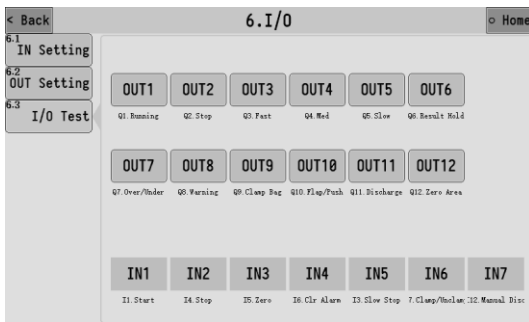 < Back
6.I/O
○ Home
6.1
IN Setting
6.2
OUT Setting
6.3
I/O Test
OUT1 OUT2 OUT3 OUT4 OUT5 OUT6
Q1.Running Q2.Stop Q3.Fast Q4.Med Q5.Slow Q6.Result Hold
OUT7 OUT8 OUT9 OUT10 OUT11 OUT12
Q7.Over/Under Q8.Warning Q9.Clamp Bag Q10.Flap/Push Q11.Discharge Q12.Zero Area
IN1 IN2 IN3 IN4 IN5 IN6 IN7
I1.Start I4.Stop I5.Zero I6.Clr Alarm I3.Slow Stop 7.Clamp/Unclam 12.Manual Disc